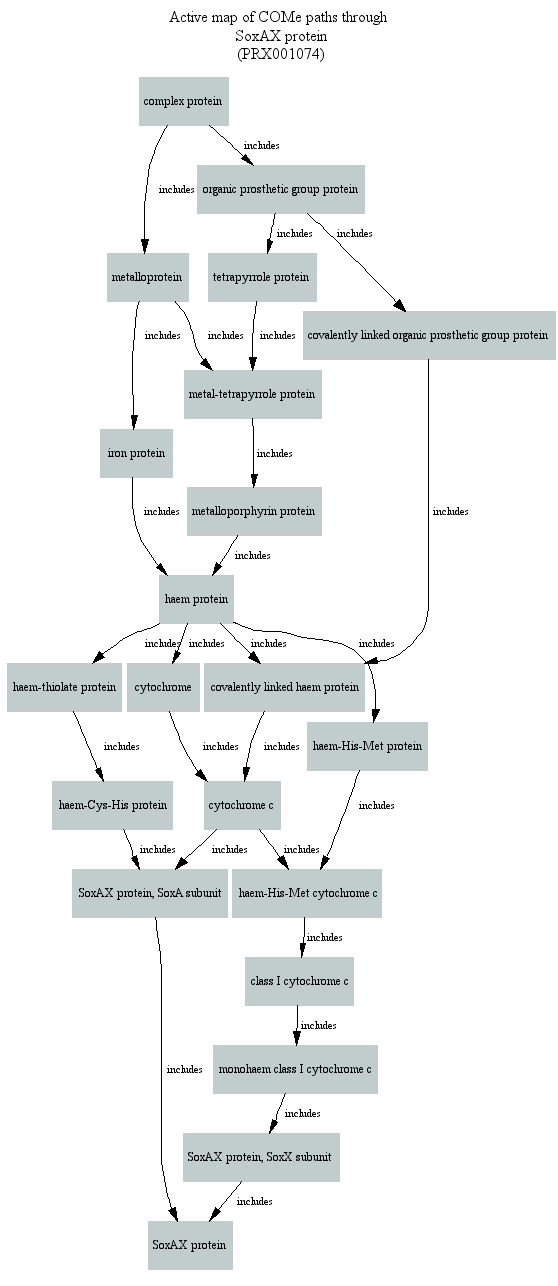 Active map of COMe paths through
SoxAX protein
(PRX001074)
complex protein
includes
includes
organic prosthetic group protein
includes
includes
metalloprotein
tetrapyrrole protein
covalently linked organic prosthetic group protein
includes
includes
includes
metal-tetrapyrrole protein
iron protein
includes
metalloporphyrin protein
includes
includes
includes
haem protein
includes
includes
includes
includes
haem-thiolate protein
cytochrome
covalently linked haem protein
haem-His-Met protein
includes
includes
includes
haem-Cys-His protein
cytochrome c
includes
includes
includes
includes
SoxAX protein, SoxA subunit
haem-His-Met cytochrome c
includes
class I cytochrome c
includes
monohaem class I cytochrome c
includes
includes
SoxAX protein, SoxX subunit
includes
SoxAX protein